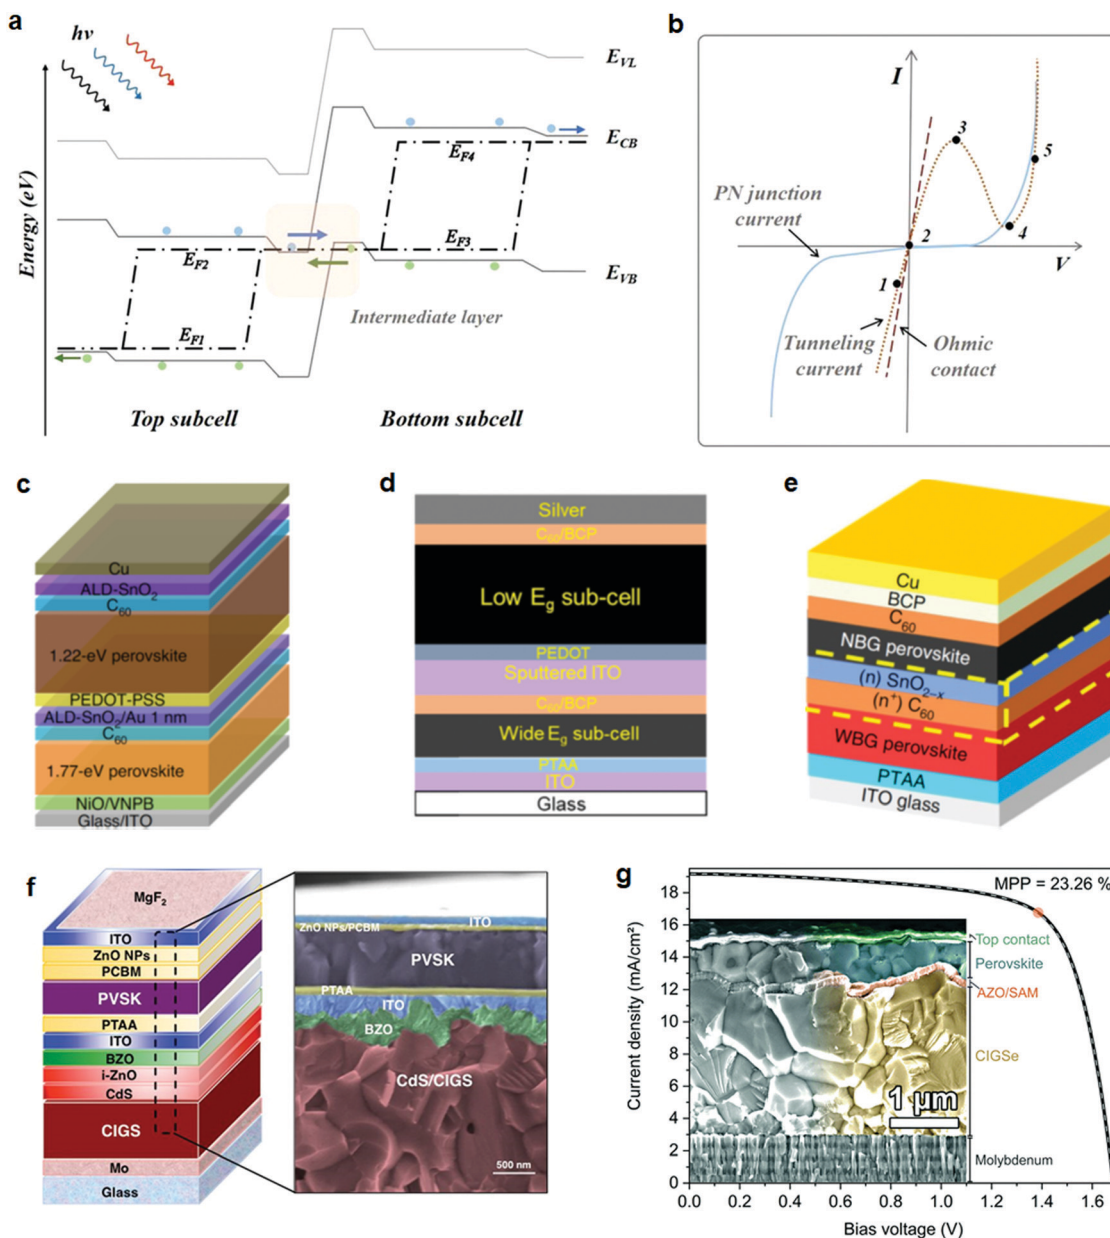 a
hν
Energy (eV)
E_VL
E_CB
E_F4
E_F2
E_F3
E_VB
Intermediate layer
E_F1
Top subcell
Bottom subcell
b
I
3
5
PN junction
current
2
4
V
1
Tunneling
current
Ohmic
contact
c
Cu
ALD-SnO₂
C₆₀
1.22-eV perovskite
PEDOT-PSS
ALD-SnO₂/Au 1 nm
C₆₀
1.77-eV perovskite
NiO/VNPB
Glass/ITO
d
Silver
C₆₀/BCP
Low E_g sub-cell
PEDOT
Sputtered ITO
C₆₀/BCP
Wide E_g sub-cell
PTAA
ITO
Glass
e
Cu
BCP
C₆₀
NBG perovskite
(n) SnO₂₋ₓ
(n⁺) C₆₀
WBG perovskite
PTAA
ITO glass
f
MgF₂
ITO
ZnO NPs
PCBM
PVSK
PTAA
ITO
BZO
i-ZnO
CdS
CIGS
Mo
Glass
ITO
ZnO NPs/PCBM
PVSK
PTAA
ITO
BZO
CdS/CIGS
500 nm
g
MPP = 23.26 %
Current density (mA/cm²)
18
16
14
12
10
8
6
4
2
0
Top contact
Perovskite
AZO/SAM
CIGSe
1 µm
Molybdenum
0.0 0.2 0.4 0.6 0.8 1.0 1.2 1.4 1.6
Bias voltage (V)